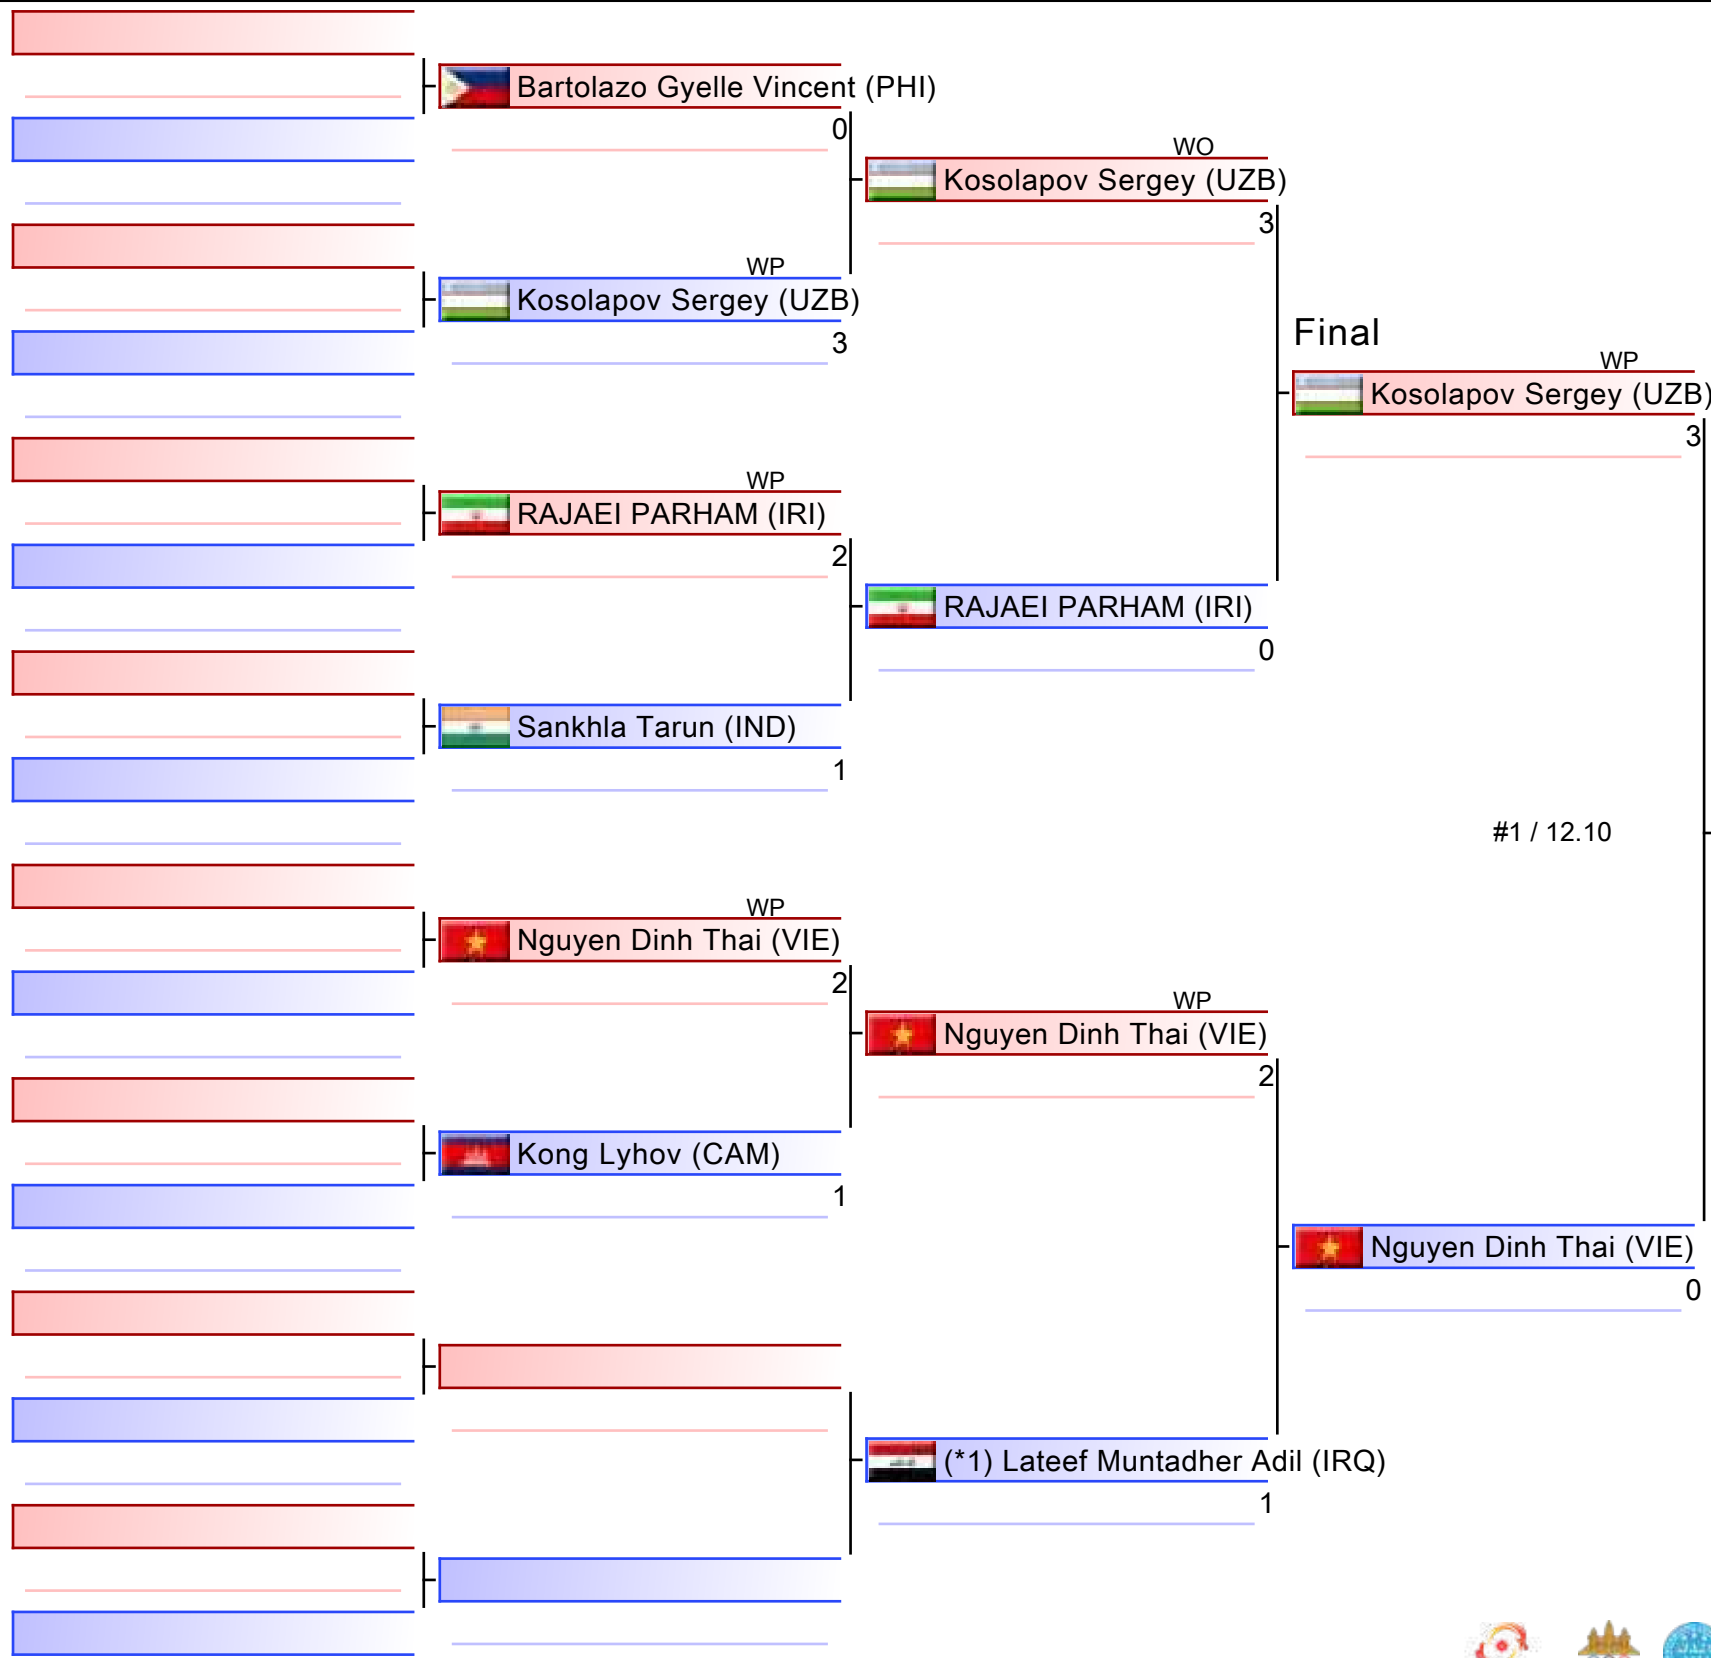 Bartolazo Gyelle Vincent (PHI)
0
WP
Kosolapov Sergey (UZB)
3
WP
RAJAEI PARHAM (IRI)
2
Sankhla Tarun (IND)
1
WP
Nguyen Dinh Thai (VIE)
2
Kong Lyhov (CAM)
1
WO
Kosolapov Sergey (UZB)
3
RAJAEI PARHAM (IRI)
0
WP
Nguyen Dinh Thai (VIE)
2
(*1) Lateef Muntadher Adil (IRQ)
1
Final
WP
Kosolapov Sergey (UZB)
3
#1 / 12.10
Nguyen Dinh Thai (VIE)
0